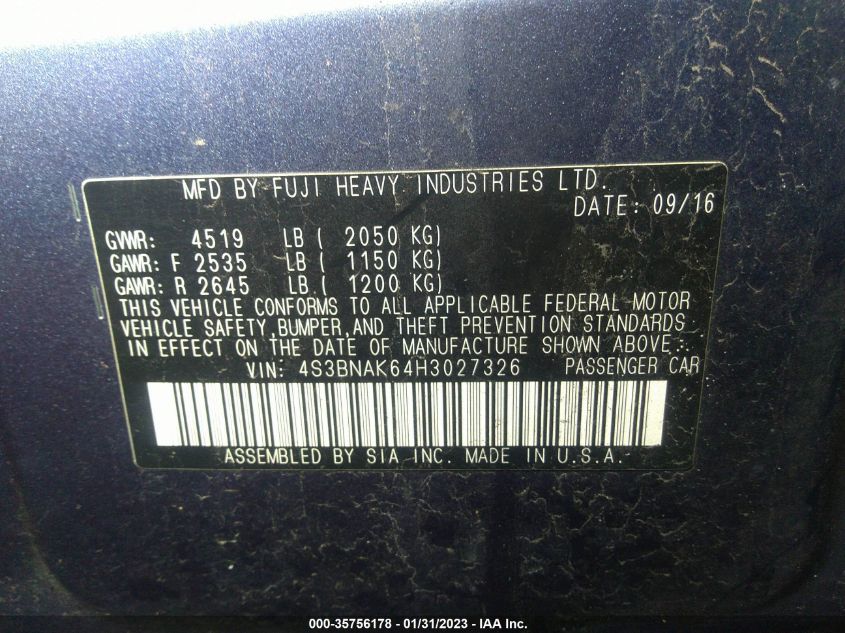 MFD BY FUJI HEAVY INDUSTRIES LTD.
DATE: 09/16
GVWR: 4519 LB ( 2050 KG)
GAWR: F 2535 LB ( 1150 KG)
GAWR: R 2645 LB ( 1200 KG)
THIS VEHICLE CONFORMS TO ALL APPLICABLE FEDERAL MOTOR
VEHICLE SAFETY,BUMPER,AND THEFT PREVENTION STANDARDS
IN EFFECT ON THE DATE OF MANUFACTURE SHOWN ABOVE.
VIN: 4S3BNAK64H3027326 PASSENGER CAR
ASSEMBLED BY SIA INC. MADE IN U.S.A.
000-35756178 - 01/31/2023 - IAA Inc.